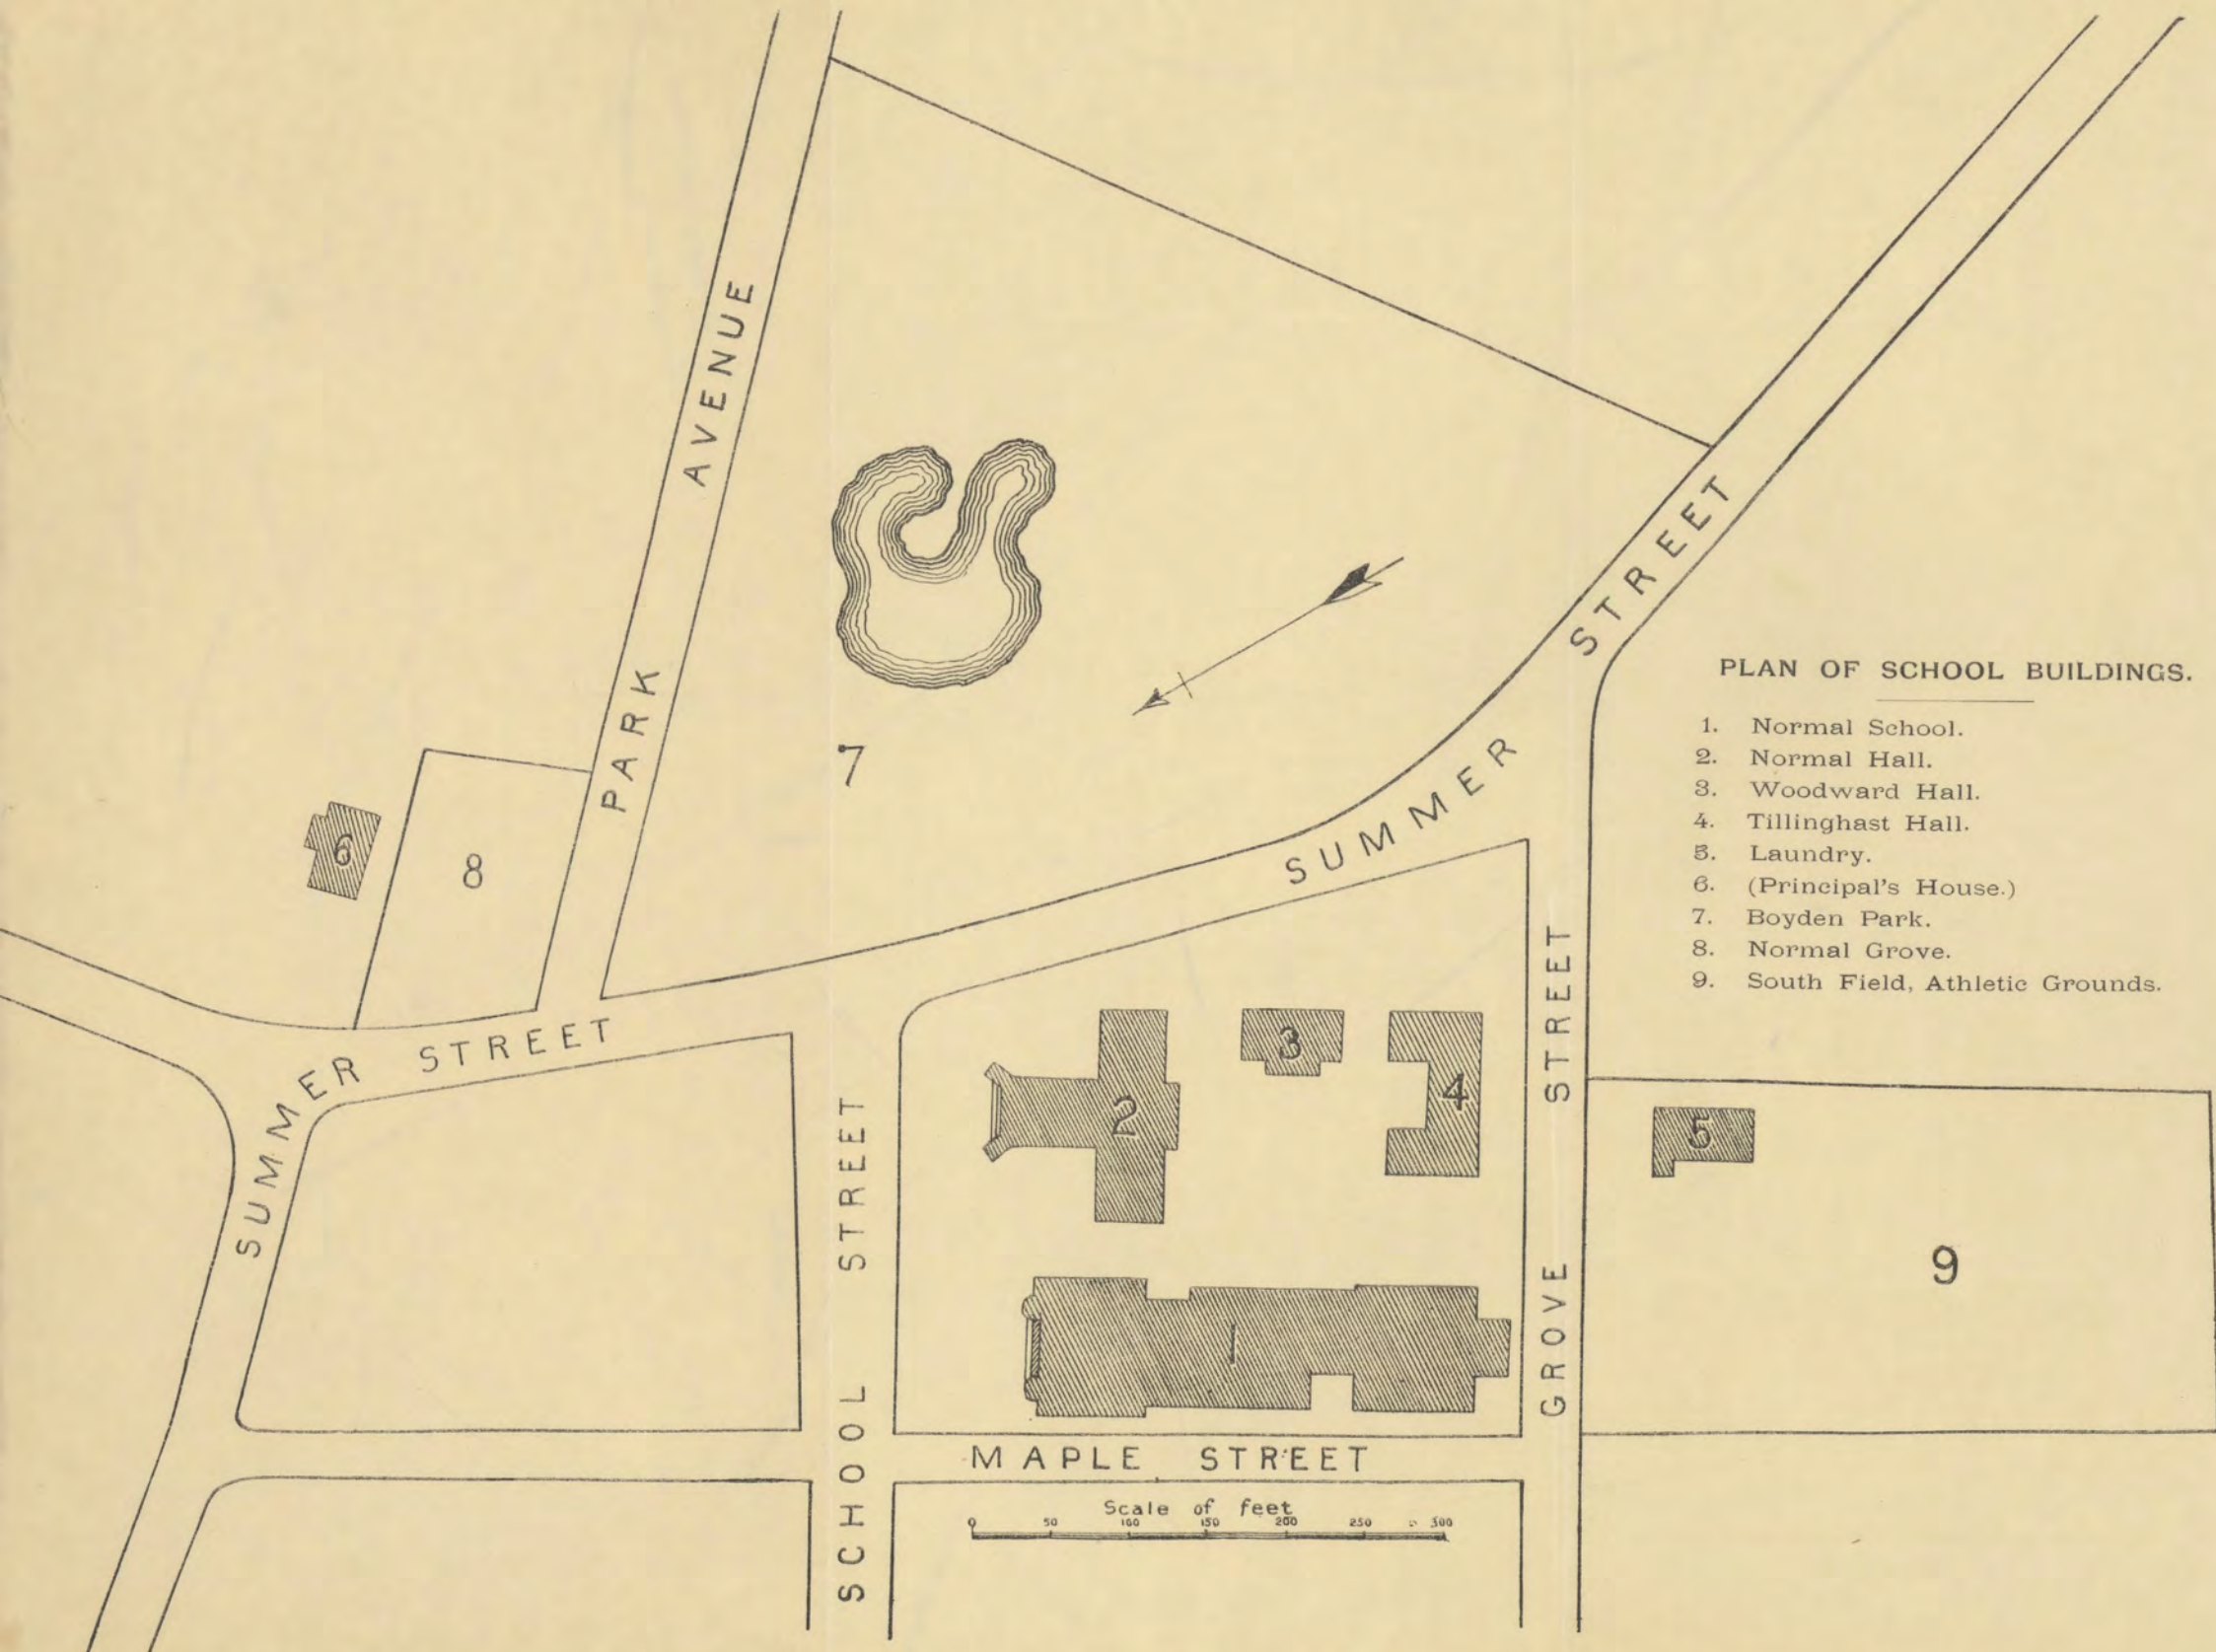 PARK AVENUE
7
SUMMER STREET
PLAN OF SCHOOL BUILDINGS.
1. Normal School.
2. Normal Hall.
3. Woodward Hall.
4. Tillinghast Hall.
5. Laundry.
6. (Principal's House.)
7. Boyden Park.
8. Normal Grove.
9. South Field, Athletic Grounds.
6
8
SUMMER STREET
SCHOOL STREET
2
3
4
GROVE STREET
5
9
1
MAPLE STREET
Scale of feet
0 50 100 150 200 250 300